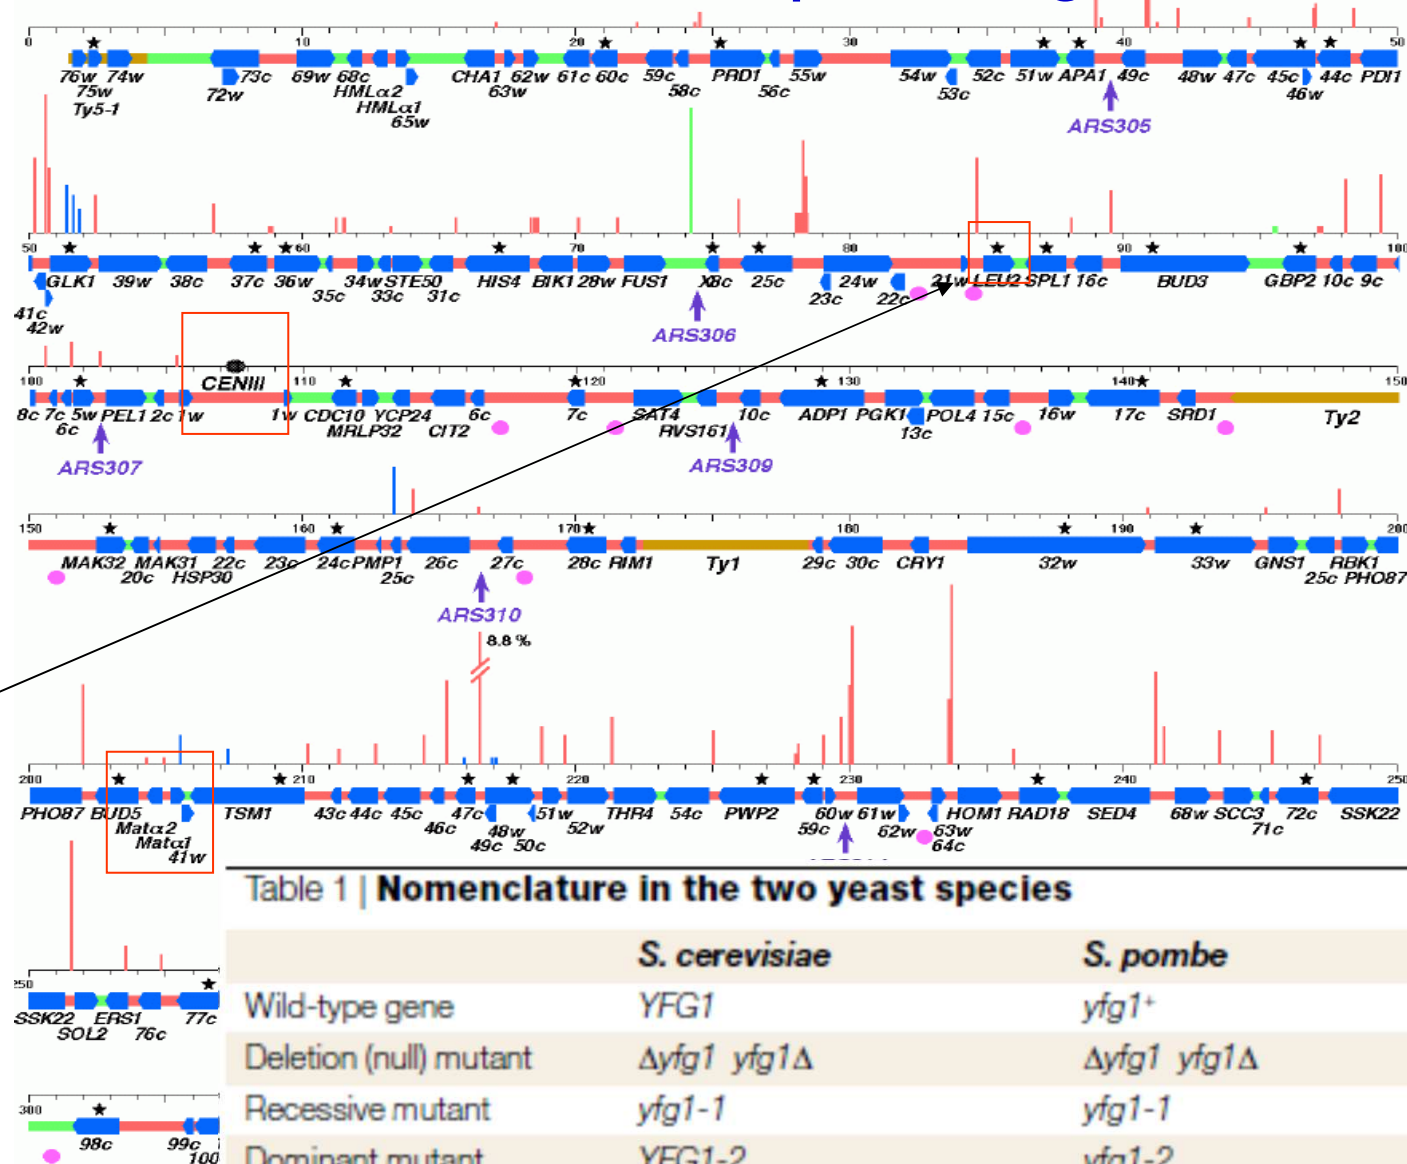 0 10 20 30 40 50
76w 74w 73c 69w 68c CHA1 62w 61c 60c 59c PRD1 55w 54w 52c 51w APA1 49c 48w 47c 45c 44c PDI1
75w 72w HMLα2 63w 58c 56c 53c 46w
Ty5-1 HMLα1
65w
ARS305
50 60 70 80 90 100
GLK1 39w 38c 37c 36w 34w STE50 HIS4 BIK1 28w FUS1 25c 24w 21w LEU2 SPL1 16c BUD3 GBP2 10c 9c
35c 33c 31c 23c 22c
41c
42w
ARS306
100 110 120 130 140 150
CENIII
8c 7c 5w PEL1 2c 1w 1w CDC10 YCP24 6c 7c SAT4 10c ADP1 PGK1 POL4 15c 16w 17c SRD1 Ty2
6c MRLP32 CIT2 RVS161 13c
ARS307 ARS309
150 160 170 180 190 200
MAK32 MAK31 22c 23c 24c PMP1 26c 27c 28c RIM1 Ty1 29c 30c CRY1 32w 33w GNS1 RBK1
20c HSP30 25c 25c PHO87
ARS310
8.8 %
200 210 220 230 240 250
PHO87 BUD5 TSM1 43c 44c 45c 47c 51w THR4 54c PWP2 60w 61w HOM1 RAD18 SED4 68w SCC3 72c SSK22
Matα2 46c 48w 52w 59c 62w 63w 71c
Matα1 49c 50c 64c
41w
Table 1 | Nomenclature in the two yeast species
S. cerevisiae S. pombe
250
Wild-type gene YFG1 yfg1⁺
SSK22 ERS1 77c
SOL2 76c
Deletion (null) mutant Δyfg1 yfg1Δ Δyfg1 yfg1Δ
300
Recessive mutant yfg1-1 yfg1-1
98c 99c
100
Dominant mutant YFG1-2 yfg1-2